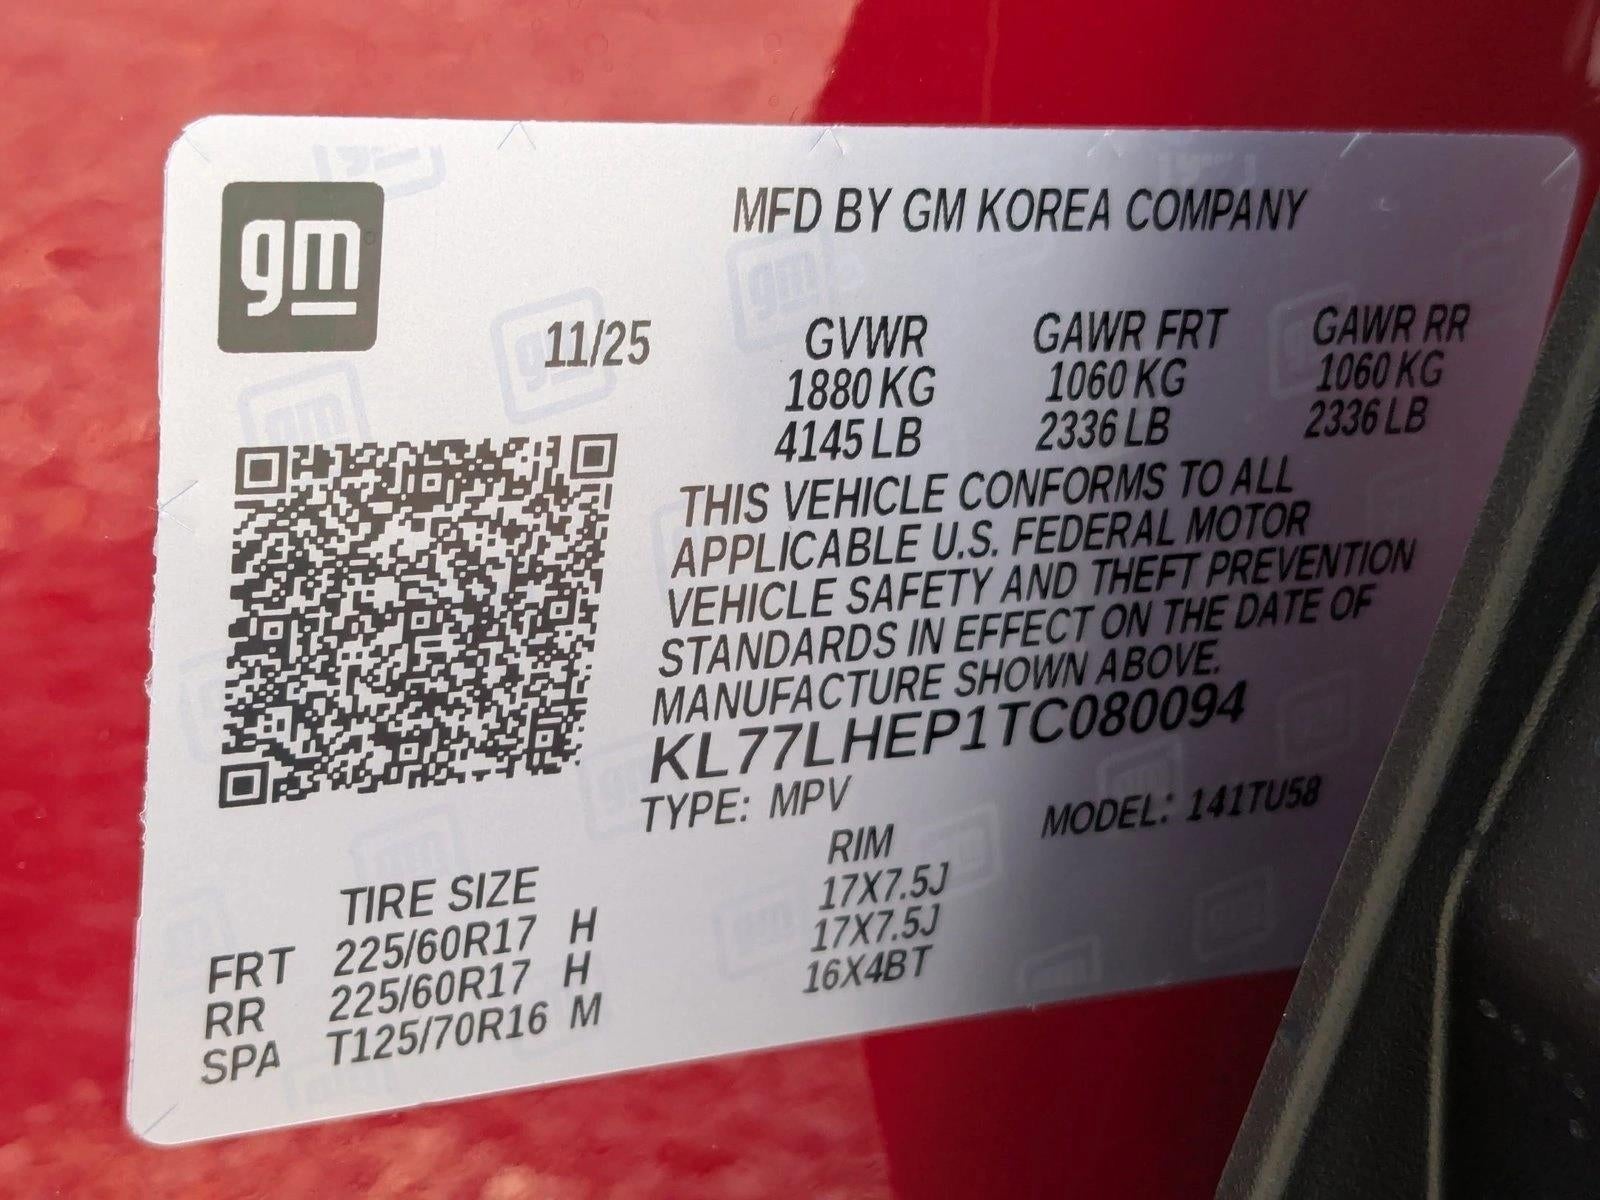 gm
MFD BY GM KOREA COMPANY
11/25
GVWR GAWR FRT GAWR RR
1880 KG 1060 KG 1060 KG
4145 LB 2336 LB 2336 LB
THIS VEHICLE CONFORMS TO ALL
APPLICABLE U.S. FEDERAL MOTOR
VEHICLE SAFETY AND THEFT PREVENTION
STANDARDS IN EFFECT ON THE DATE OF
MANUFACTURE SHOWN ABOVE.
KL77LHEP1TC080094
TYPE: MPV MODEL: 141TU58
TIRE SIZE RIM
FRT 225/60R17 H 17X7.5J
RR 225/60R17 H 17X7.5J
SPA T125/70R16 M 16X4BT